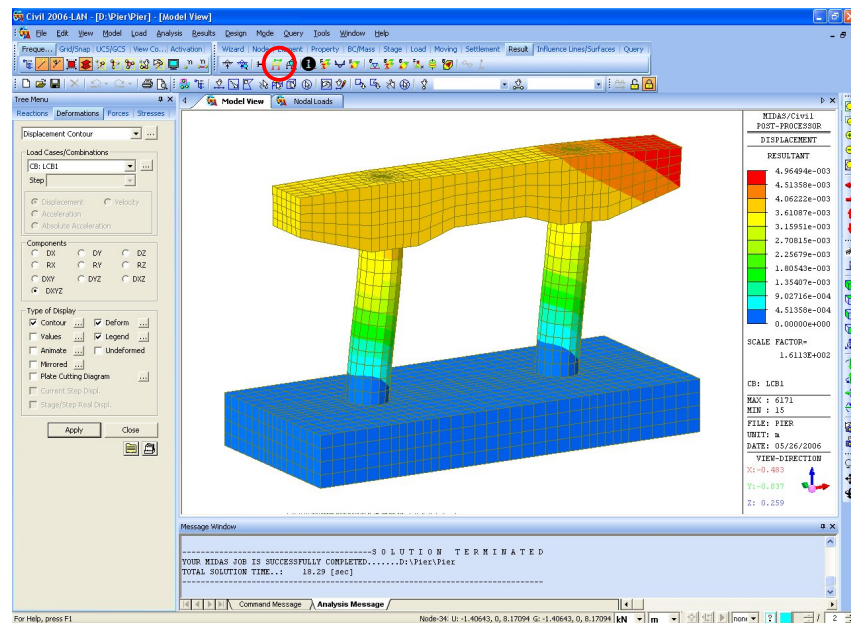 Civil 2006-LAN - [D:\Pier\Pier] - [Model View]
File Edit View Model Load Analysis Results Design Mode Query Tools Window Help
Freque... Grid/Snap UCS/GCS View Co... Activation Wizard Node Element Property BC/Mass Stage Load Moving Settlement Result Influence Lines/Surfaces Query
Tree Menu
Reactions Deformations Forces Stresses
Model View Nodal Loads
Displacement Contour
Load Cases/Combinations
CB: LCB1
Step
Displacement Velocity
Acceleration
Absolute Acceleration
Components
DX DY DZ
RX RY RZ
DXY DYZ DXZ
DXYZ
Type of Display
Contour Deform
Values Legend
Animate Undeformed
Mirrored
Plate Cutting Diagram
Current Step Displ.
Stage/Step Real Displ.
Apply Close
MIDAS/Civil
POST-PROCESSOR
DISPLACEMENT
RESULTANT
4.96494e-003
4.51358e-003
4.06222e-003
3.61087e-003
3.15951e-003
2.70815e-003
2.25679e-003
1.80543e-003
1.35407e-003
9.02716e-004
4.51358e-004
0.00000e+000
SCALE FACTOR=
1.6113E+002
CB: LCB1
MAX : 6171
MIN : 15
FILE: PIER
UNIT: m
DATE: 05/26/2006
VIEW-DIRECTION
X:-0.483
Y:-0.837
Z: 0.259
Message Window
SOLUTION TERMINATED
YOUR MIDAS JOB IS SUCCESSFULLY COMPLETED.......D:\Pier\Pier
TOTAL SOLUTION TIME..: 18.29 [sec]
Command Message Analysis Message
For Help, press F1
Node-34 U: -1.40643, 0, 8.17094 G: -1.40643, 0, 8.17094 kN m non 2